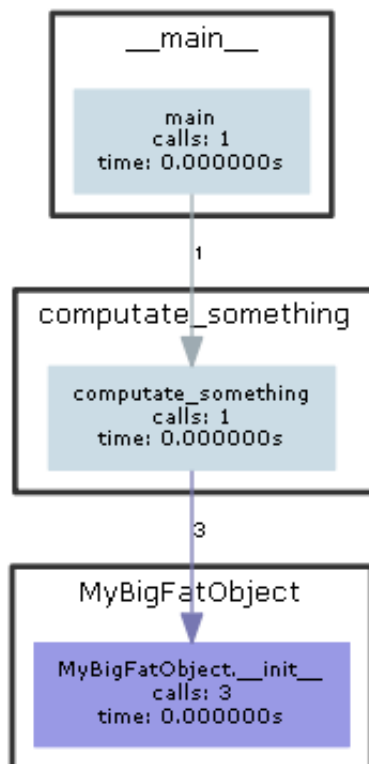 __main__
main
calls: 1
time: 0.000000s
1
computate_something
computate_something
calls: 1
time: 0.000000s
3
MyBigFatObject
MyBigFatObject.__init__
calls: 3
time: 0.000000s